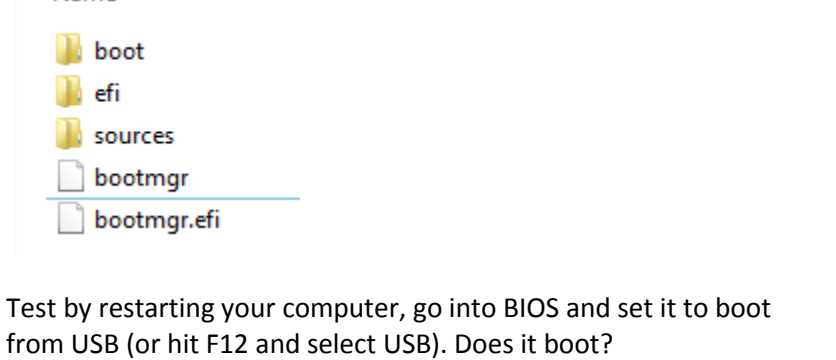 boot
efi
sources
bootmgr
bootmgr.efi
Test by restarting your computer, go into BIOS and set it to boot
from USB (or hit F12 and select USB). Does it boot?